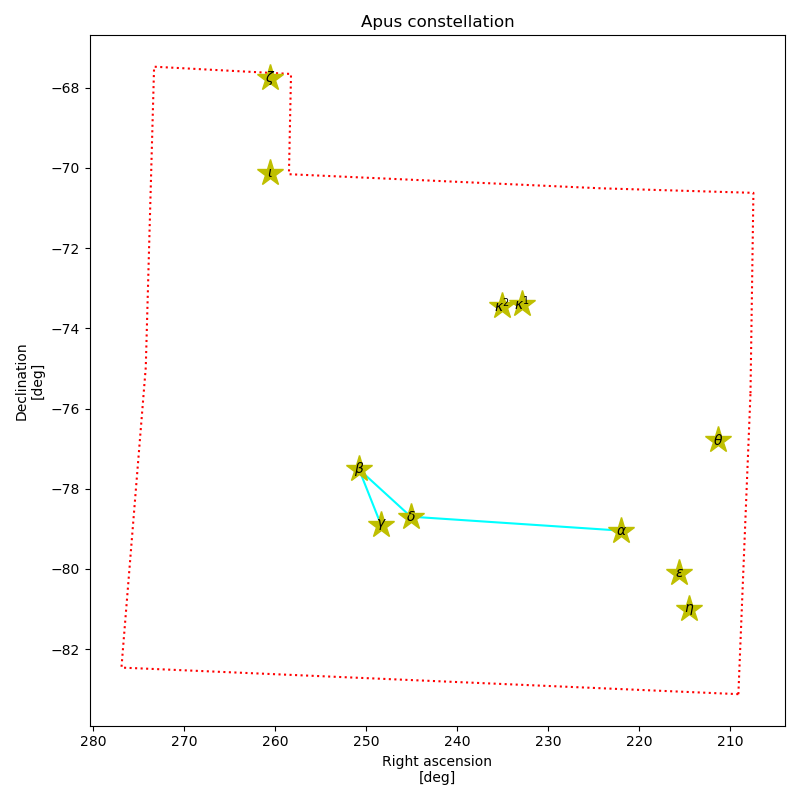 Apus constellation
Declination
[deg]
−68
−70
−72
−74
−76
−78
−80
−82
ζ
ι
κ² κ¹
θ
β
γ δ α
ε
η
280 270 260 250 240 230 220 210
Right ascension
[deg]